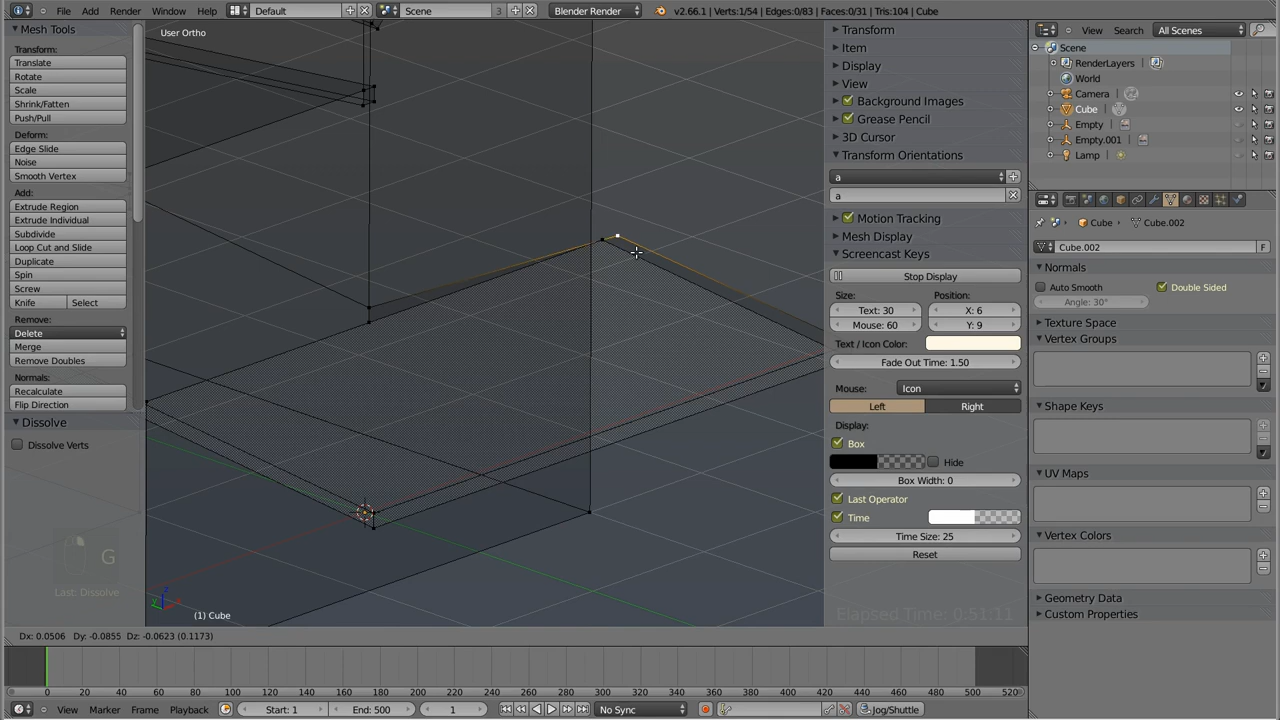 File Add Render Window Help Default Scene 3 Blender Render v2.66.1 | Verts:1/54 | Edges:0/83 | Faces:0/31 | Tris:104 | Cube
Mesh Tools
Transform:
Translate
Rotate
Scale
Shrink/Fatten
Push/Pull
Deform:
Edge Slide
Noise
Smooth Vertex
Add:
Extrude Region
Extrude Individual
Subdivide
Loop Cut and Slide
Duplicate
Spin
Screw
Knife Select
Remove:
Delete
Merge
Remove Doubles
Normals:
Recalculate
Flip Direction
Dissolve
Dissolve Verts
G
Last: Dissolve
User Ortho
z
y x
(1) Cube
Elapsed Time: 0:51:11
Transform
Item
Display
View
Background Images
Grease Pencil
3D Cursor
Transform Orientations
a
a
Motion Tracking
Mesh Display
Screencast Keys
Stop Display
Size: Position:
Text: 30 X: 6
Mouse: 60 Y: 9
Text / Icon Color:
Fade Out Time: 1.50
Mouse: Icon
Left Right
Display:
Box
Hide
Box Width: 0
Last Operator
Time
Time Size: 25
Reset
View Search All Scenes
Scene
RenderLayers
World
Camera
Cube
Empty
Empty.001
Lamp
Cube Cube.002
Cube.002 F
Normals
Auto Smooth Double Sided
Angle: 30°
Texture Space
Vertex Groups
Shape Keys
UV Maps
Vertex Colors
Geometry Data
Custom Properties
Dx: 0.0506 Dy: -0.0855 Dz: -0.0623 (0.1173)
0 20 40 60 80 100 120 140 160 180 200 220 240 260 280 300 320 340 360 380 400 420 440 460 480 500 520
View Marker Frame Playback Start: 1 End: 500 1 No Sync Jog/Shuttle